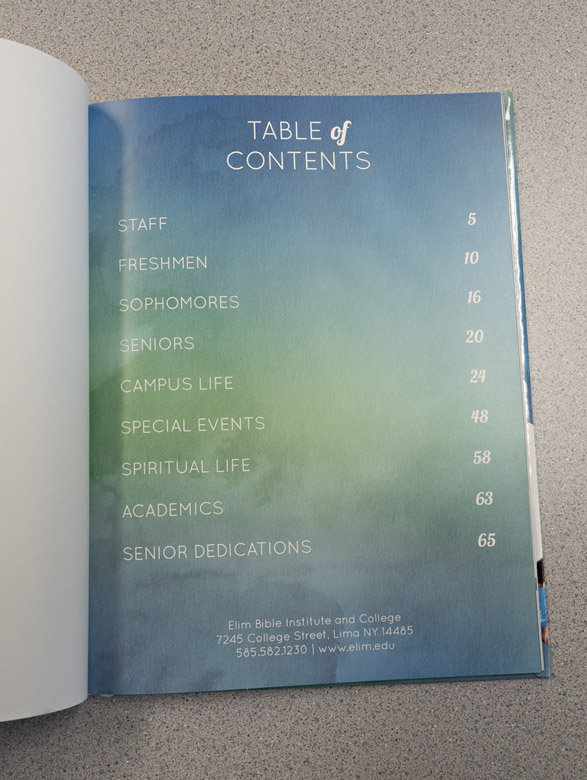 TABLE of
CONTENTS
STAFF 5
FRESHMEN 10
SOPHOMORES 16
SENIORS 20
CAMPUS LIFE 24
SPECIAL EVENTS 48
SPIRITUAL LIFE 58
ACADEMICS 63
SENIOR DEDICATIONS 65
Elim Bible Institute and College
7245 College Street, Lima NY 14485
585.582.1230 | www.elim.edu